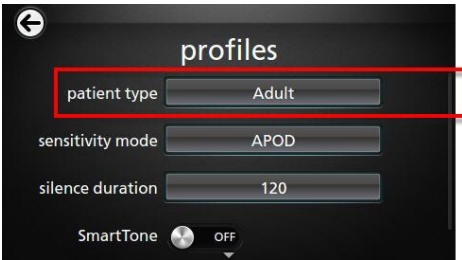 profiles
patient type Adult
sensitivity mode APOD
silence duration 120
SmartTone OFF